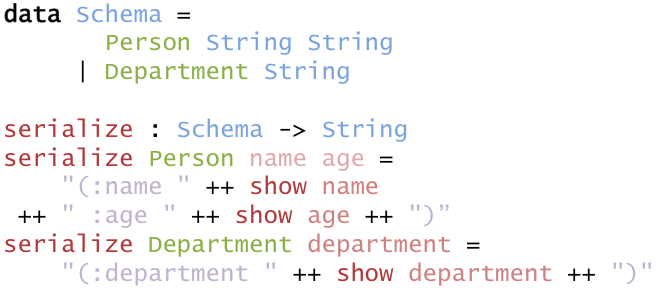 data Schema =
Person String String
| Department String
serialize : Schema -> String
serialize Person name age =
"(:name " ++ show name
++ " :age " ++ show age ++ ")”
serialize Department department =
"(:department " ++ show department ++ ")"